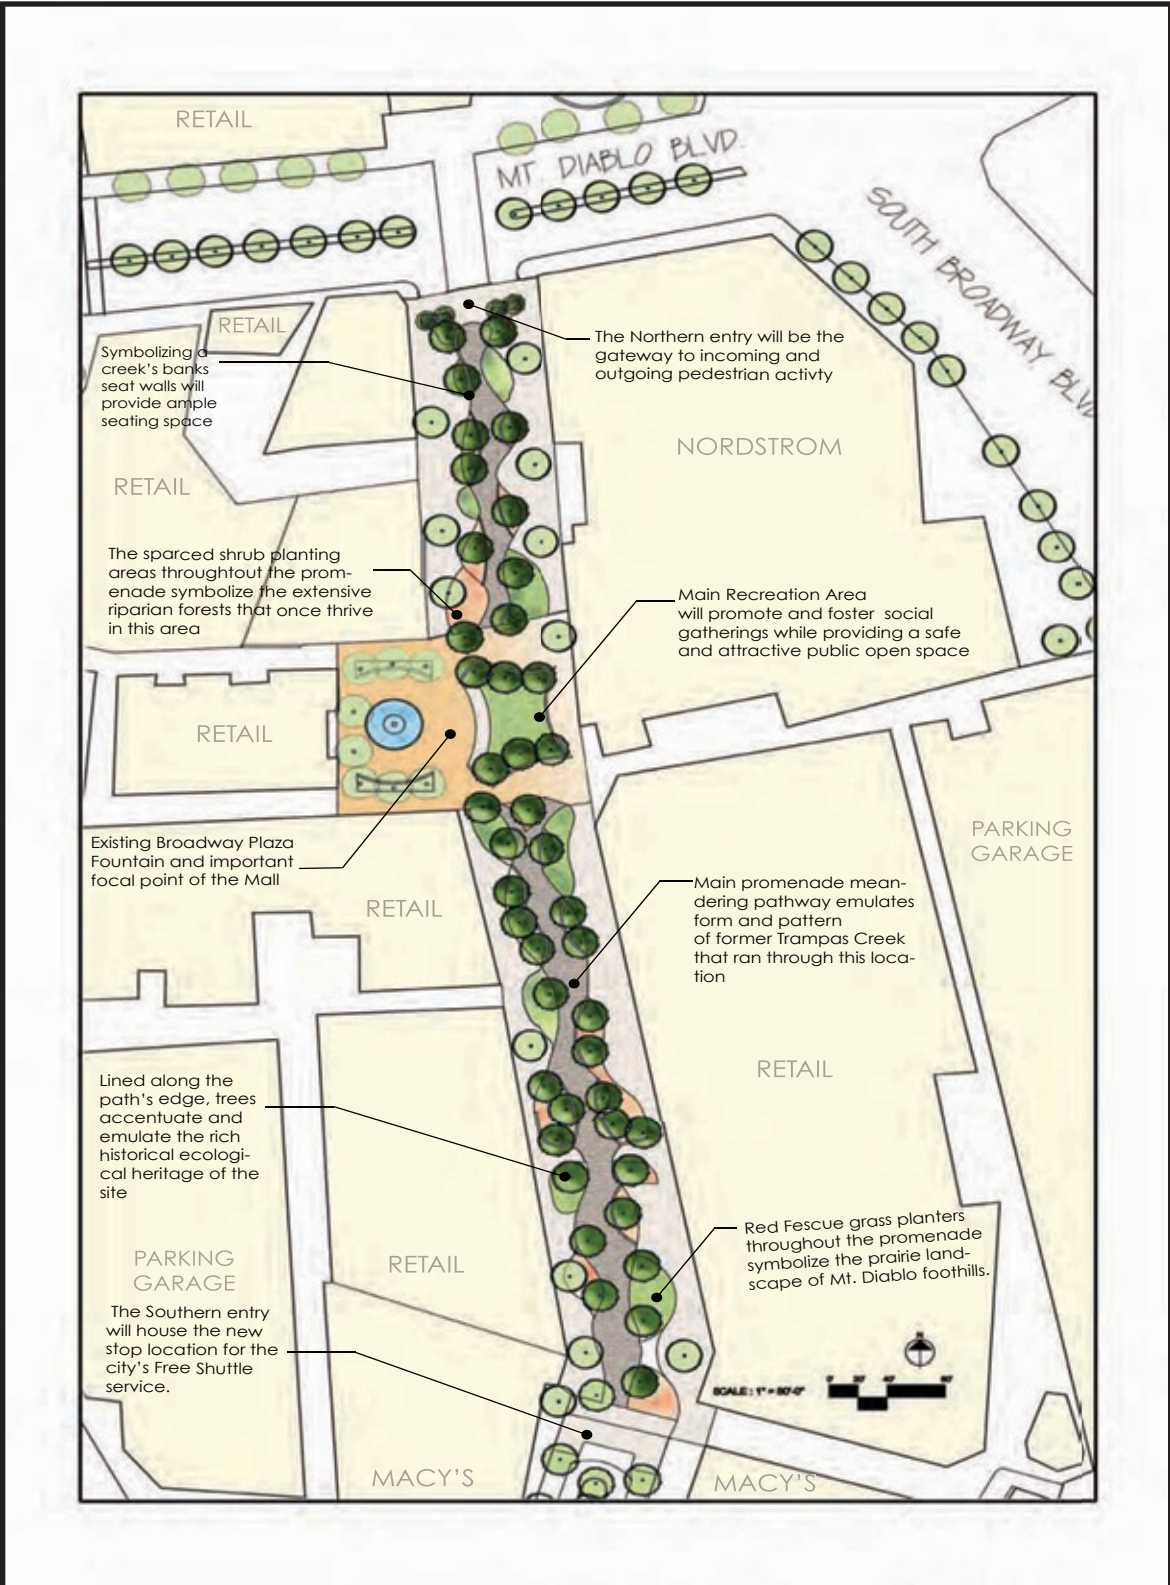 RETAIL
MT. DIABLO BLVD.
SOUTH BROADWAY, BLVD
RETAIL
The Northern entry will be the
gateway to incoming and
outgoing pedestrian activty
Symbolizing a
creek's banks
seat walls will
provide ample
seating space
NORDSTROM
RETAIL
The sparced shrub planting
areas throughtout the prom-
enade symbolize the extensive
riparian forests that once thrive
in this area
Main Recreation Area
will promote and foster social
gatherings while providing a safe
and attractive public open space
RETAIL
PARKING
GARAGE
Existing Broadway Plaza
Fountain and important
focal point of the Mall
RETAIL
Main promenade mean-
dering pathway emulates
form and pattern
of former Trampas Creek
that ran through this loca-
tion
RETAIL
Lined along the
path's edge, trees
accentuate and
emulate the rich
historical ecologi-
cal heritage of the
site
Red Fescue grass planters
throughout the promenade
symbolize the prairie land-
scape of Mt. Diablo foothills.
PARKING
GARAGE
RETAIL
The Southern entry
will house the new
stop location for the
city's Free Shuttle
service.
N
SCALE : 1" = 80'-0"
0' 20' 40' 80'
MACY'S
MACY'S